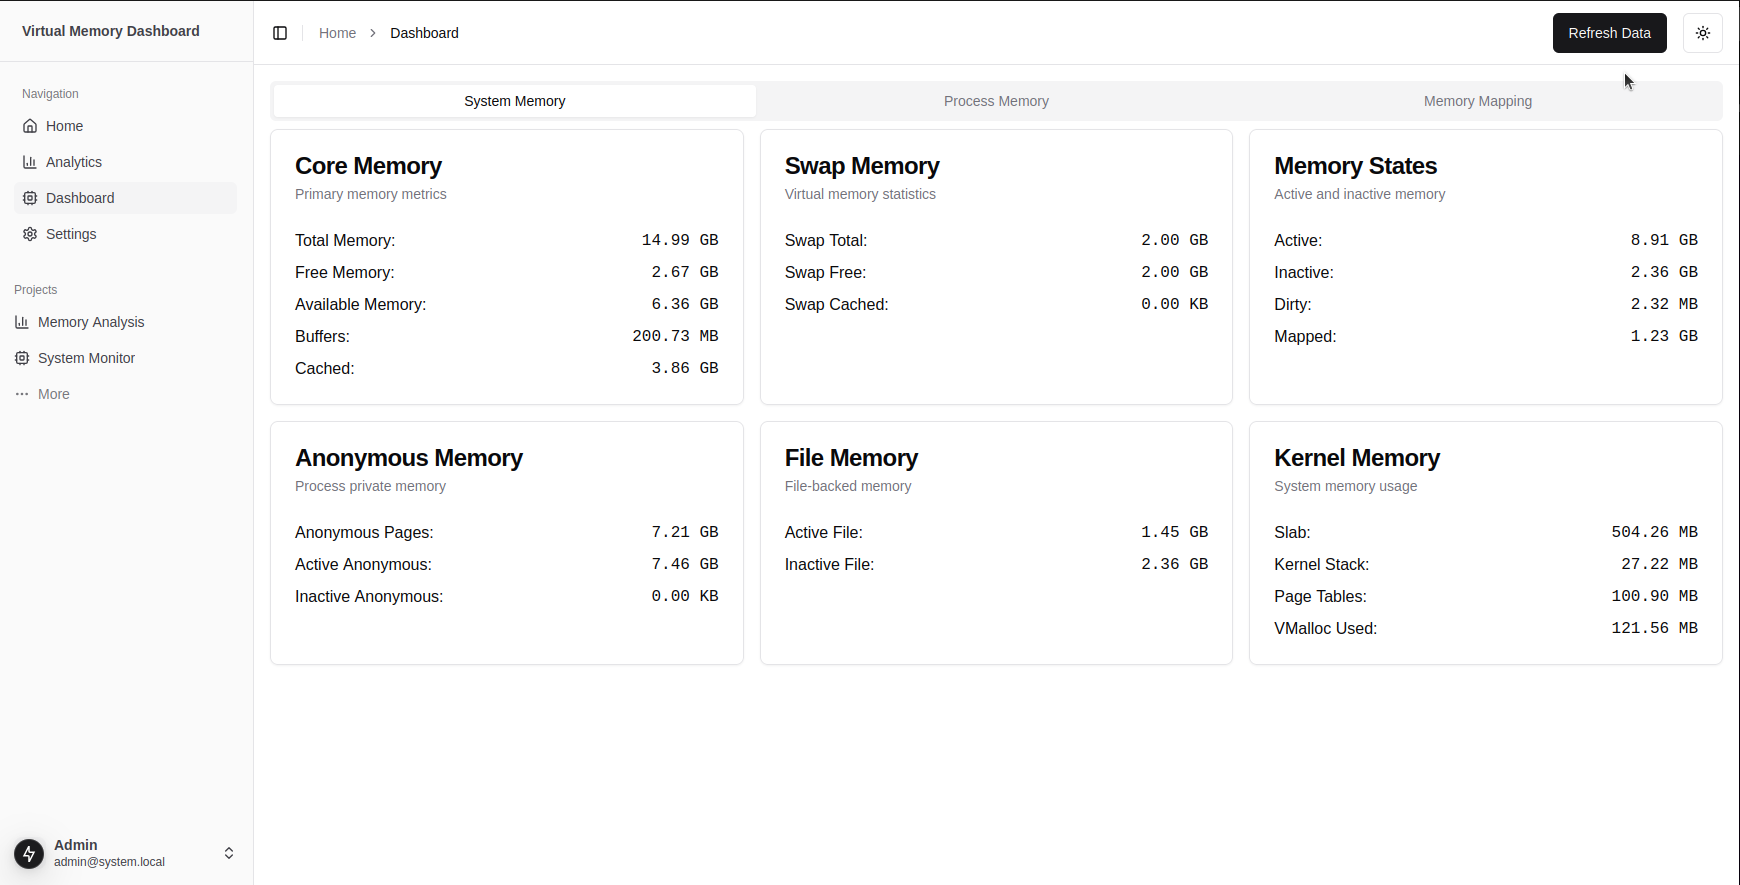 Virtual Memory Dashboard
Navigation
Home
Analytics
Dashboard
Settings
Projects
Memory Analysis
System Monitor
More
Admin
admin@system.local
Home > Dashboard
Refresh Data
System Memory
Process Memory
Memory Mapping
Core Memory
Primary memory metrics
Total Memory: 14.99 GB
Free Memory: 2.67 GB
Available Memory: 6.36 GB
Buffers: 200.73 MB
Cached: 3.86 GB
Swap Memory
Virtual memory statistics
Swap Total: 2.00 GB
Swap Free: 2.00 GB
Swap Cached: 0.00 KB
Memory States
Active and inactive memory
Active: 8.91 GB
Inactive: 2.36 GB
Dirty: 2.32 MB
Mapped: 1.23 GB
Anonymous Memory
Process private memory
Anonymous Pages: 7.21 GB
Active Anonymous: 7.46 GB
Inactive Anonymous: 0.00 KB
File Memory
File-backed memory
Active File: 1.45 GB
Inactive File: 2.36 GB
Kernel Memory
System memory usage
Slab: 504.26 MB
Kernel Stack: 27.22 MB
Page Tables: 100.90 MB
VMalloc Used: 121.56 MB